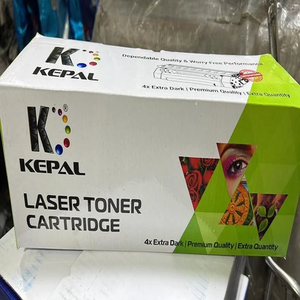 K®
KEPAL
Dependable Quality & Worry Free Performance
4x Extra Dark | Premium Quality | Extra Quantity
K®
KEPAL
LASER TONER
CARTRIDGE
4x Extra Dark | Premium Quality | Extra Quantity